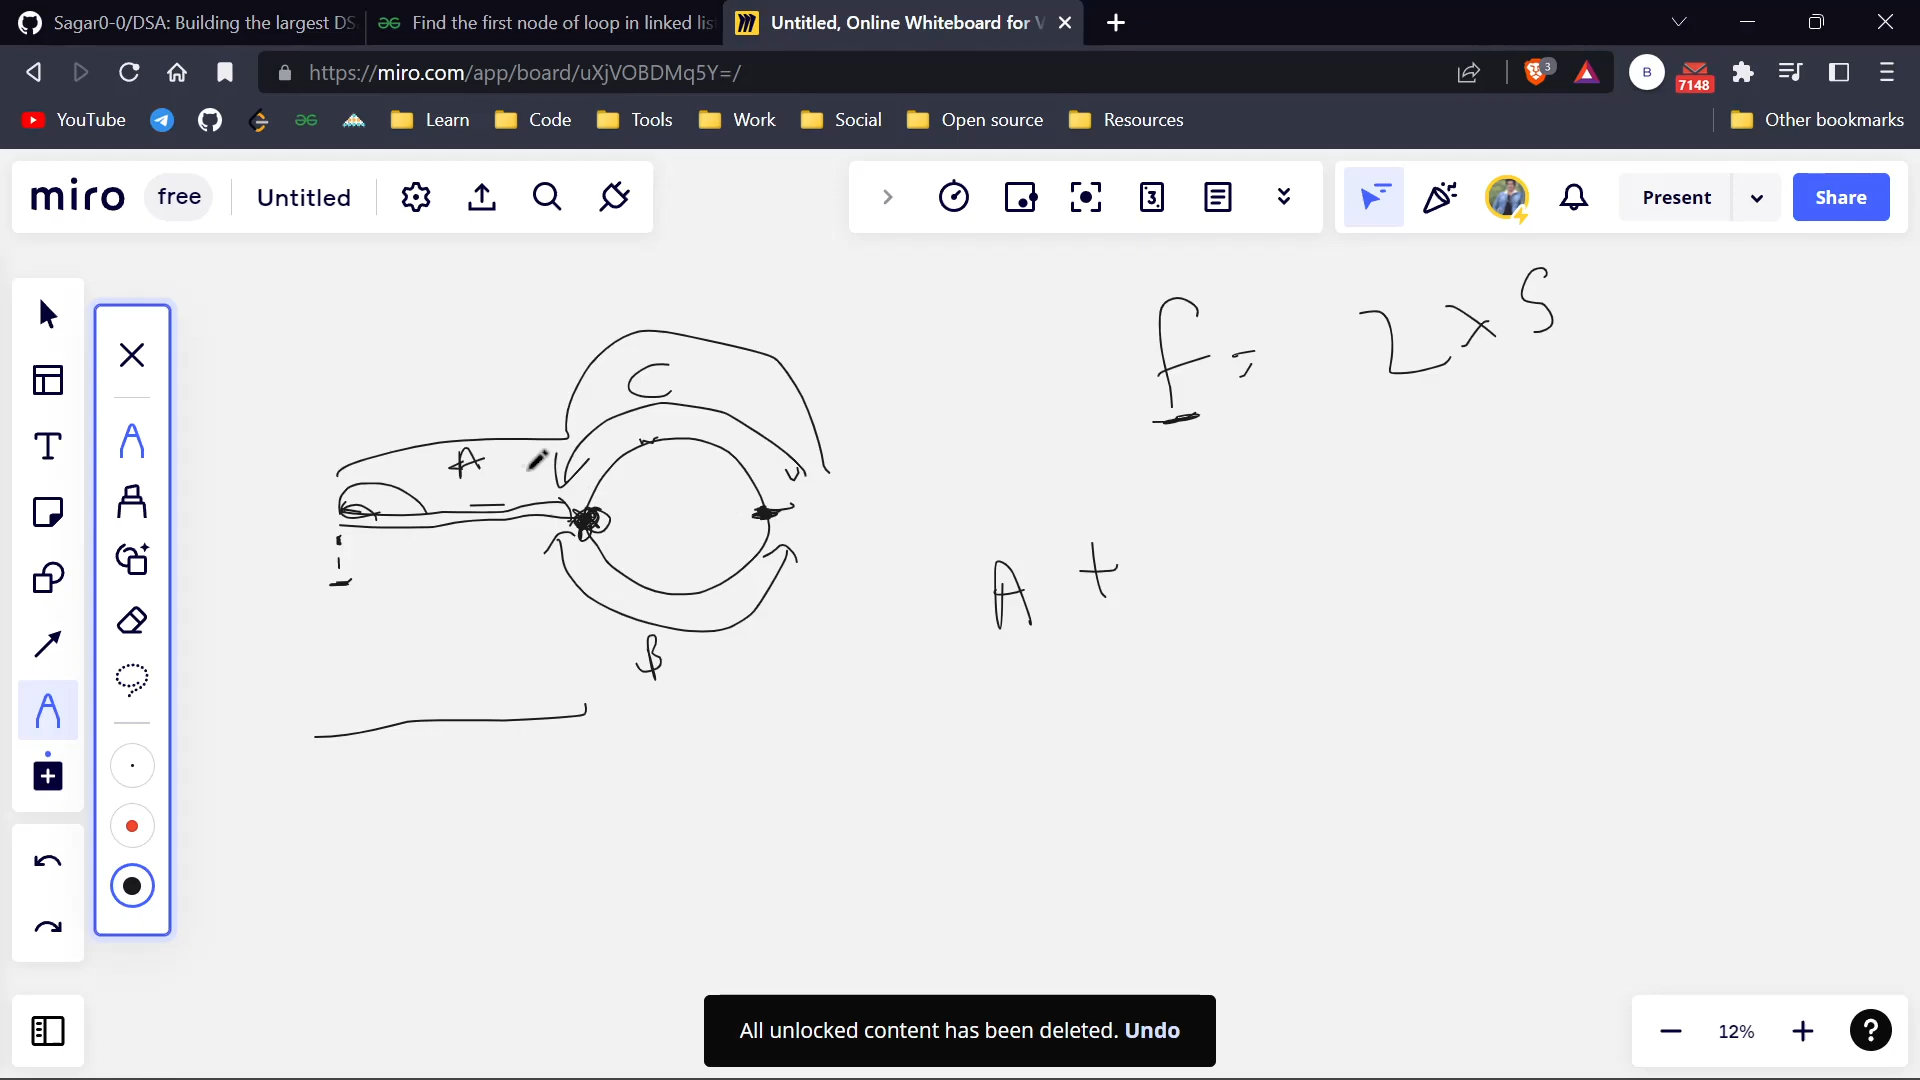 Sagar0-0/DSA: Building the largest DS
Find the first node of loop in linked lis
Untitled, Online Whiteboard for V
https://miro.com/app/board/uXjVOBDMq5Y=/
3
B
7148
YouTube
Learn
Code
Tools
Work
Social
Open source
Resources
Other bookmarks
miro
free
Untitled
3
Present
Share
f = 2 x S
C
A
A +
B
All unlocked content has been deleted. Undo
12%
?